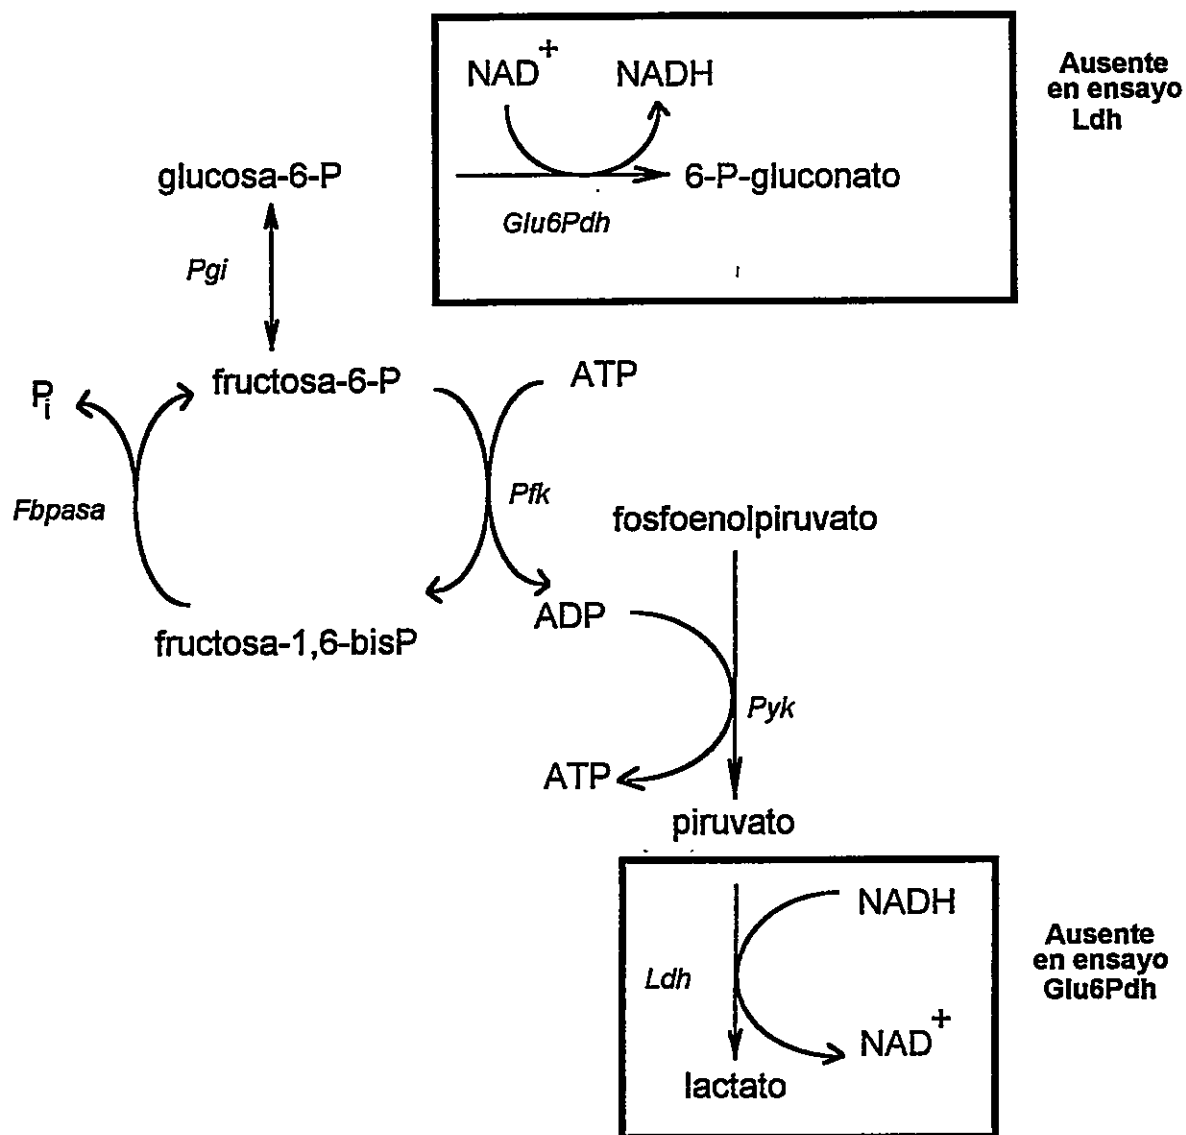 NAD+ NADH
Ausente
en ensayo
Ldh
glucosa-6-P
6-P-gluconato
Glu6Pdh
Pgi
Pi
fructosa-6-P
ATP
Fbpasa
Pfk
fosfoenolpiruvato
ADP
fructosa-1,6-bisP
Pyk
ATP
piruvato
NADH
Ausente
en ensayo
Glu6Pdh
Ldh
NAD+
lactato